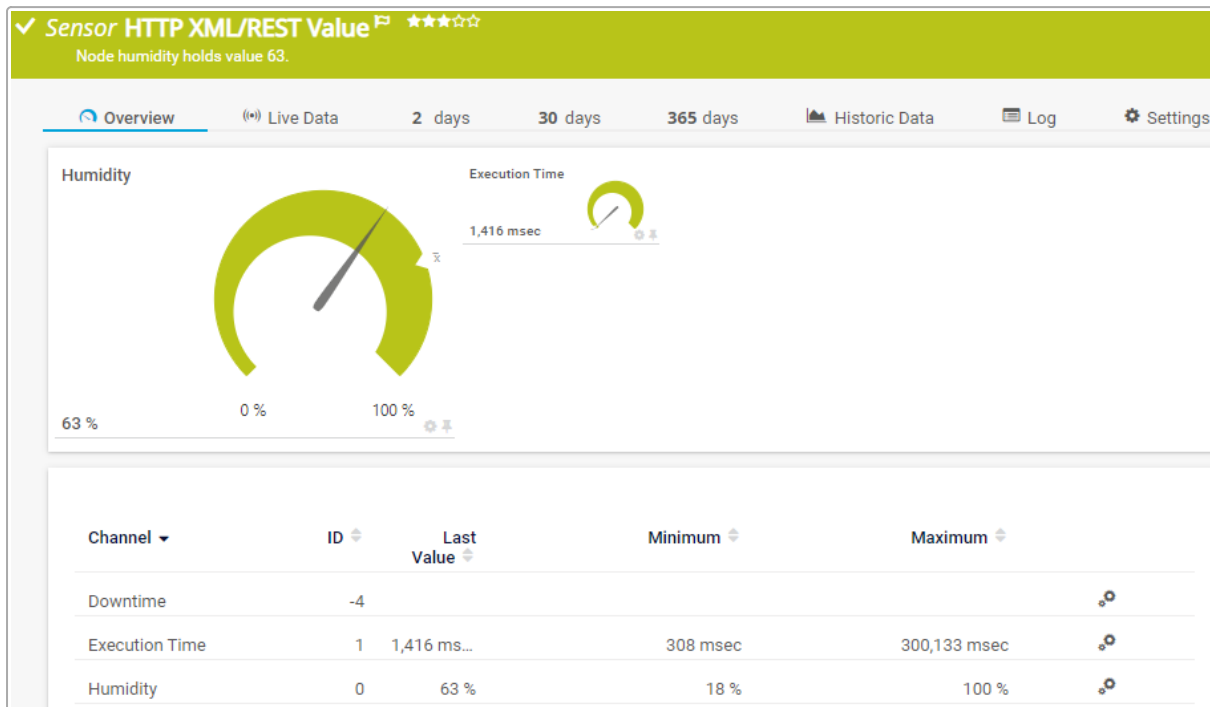 Sensor HTTP XML/REST Value
Node humidity holds value 63.
Overview Live Data 2 days 30 days 365 days Historic Data Log Settings
Humidity
Execution Time
1,416 msec
x̄
0 % 100 %
63 %
Channel ID Last Value Minimum Maximum
Downtime -4
Execution Time 1 1,416 ms... 308 msec 300,133 msec
Humidity 0 63 % 18 % 100 %